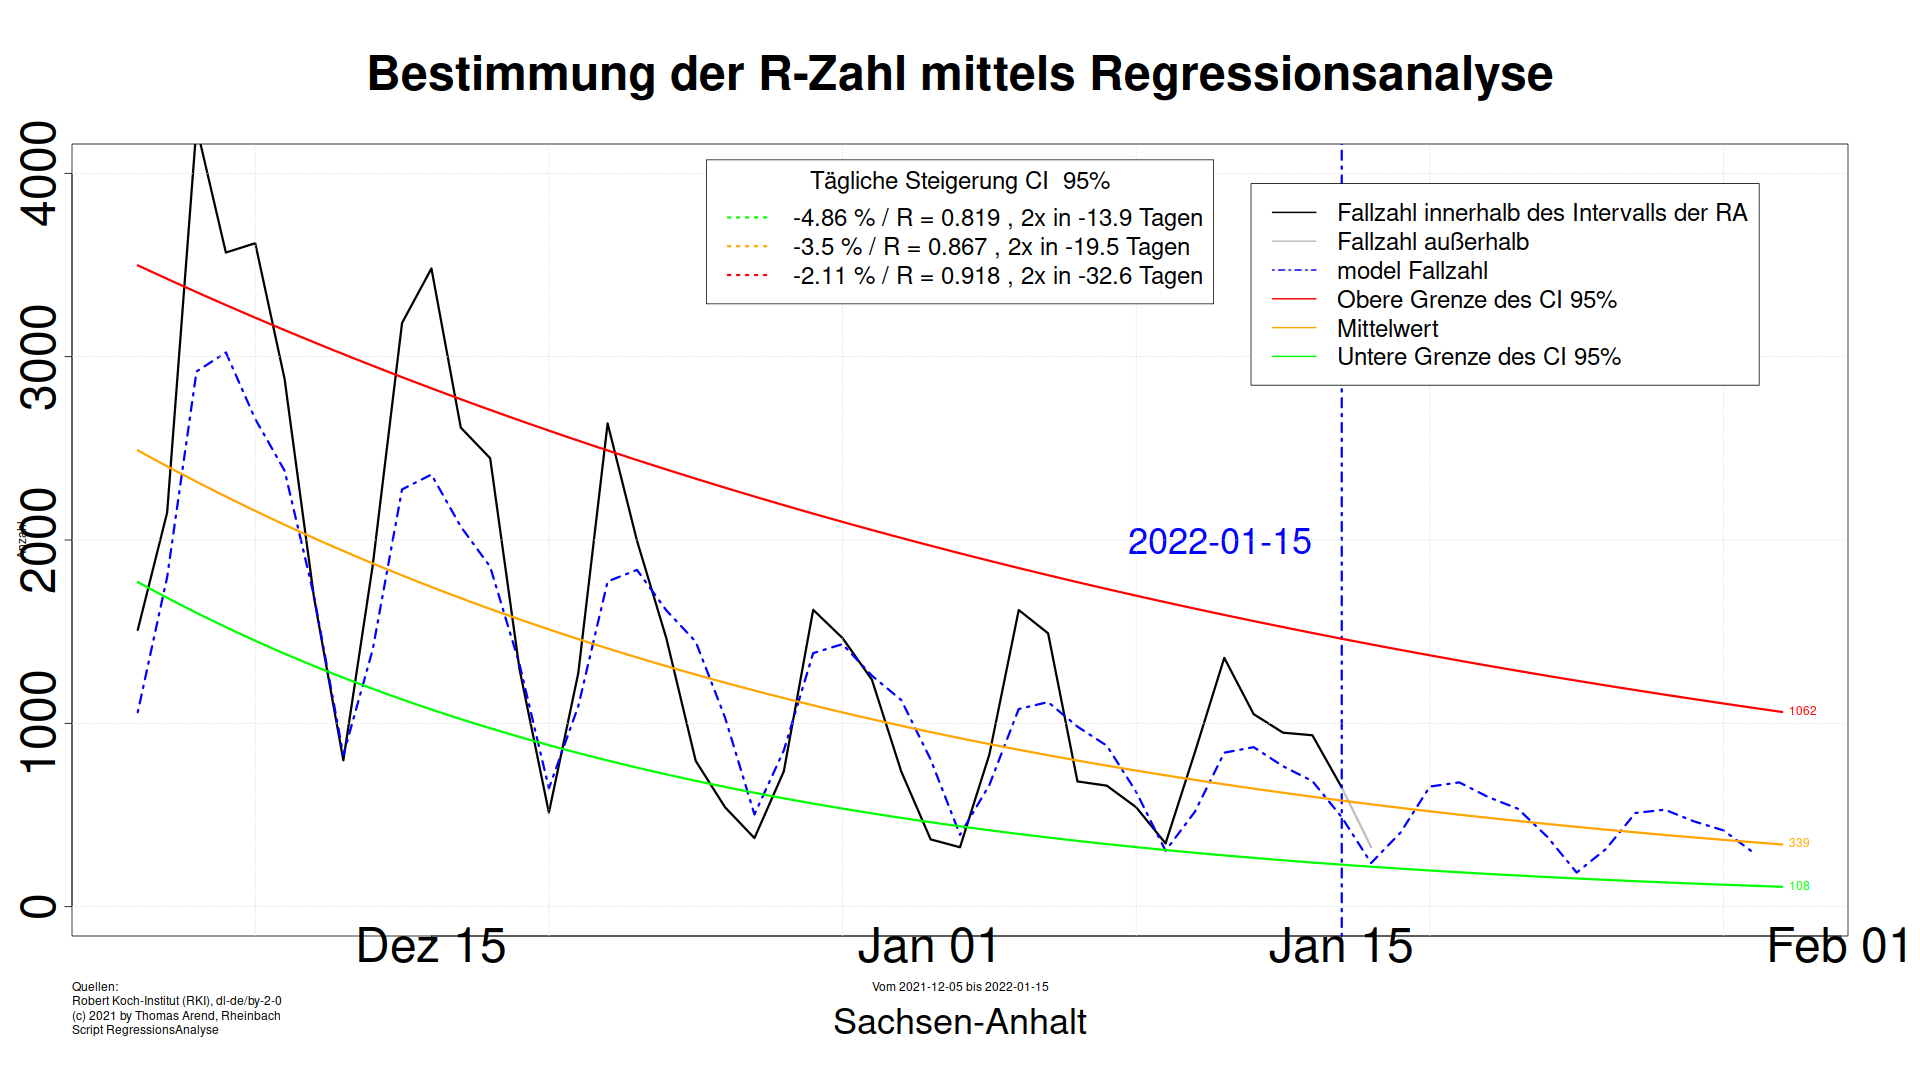 Bestimmung der R-Zahl mittels Regressionsanalyse
Anzahl
4000
3000
2000
1000
0
Tägliche Steigerung CI  95%
-4.86 % / R = 0.819 , 2x in -13.9 Tagen
-3.5 % / R = 0.867 , 2x in -19.5 Tagen
-2.11 % / R = 0.918 , 2x in -32.6 Tagen
Fallzahl innerhalb des Intervalls der RA
Fallzahl außerhalb
model Fallzahl
Obere Grenze des CI 95%
Mittelwert
Untere Grenze des CI 95%
2022-01-15
1062
339
108
Dez 15
Jan 01
Jan 15
Feb 01
Vom 2021-12-05 bis 2022-01-15
Sachsen-Anhalt
Quellen:
Robert Koch-Institut (RKI), dl-de/by-2-0
(c) 2021 by Thomas Arend, Rheinbach
Script RegressionsAnalyse